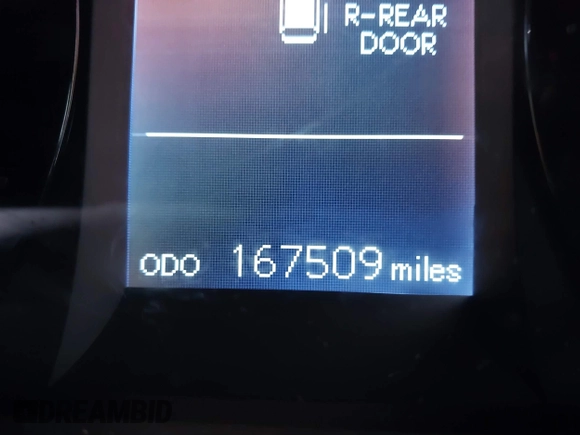 R-REAR
DOOR
ODO 167509 miles
DREAMBID